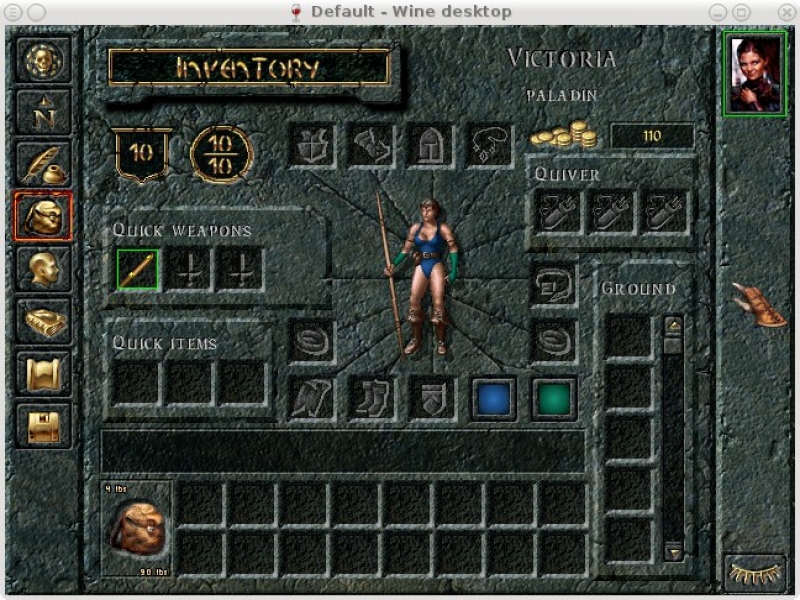 Default - Wine desktop
INVENTORY
VICTORIA
PALADIN
N
10
10
10
110
QUIVER
QUICK WEAPONS
GROUND
QUICK ITEMS
4 lbs
90 lbs